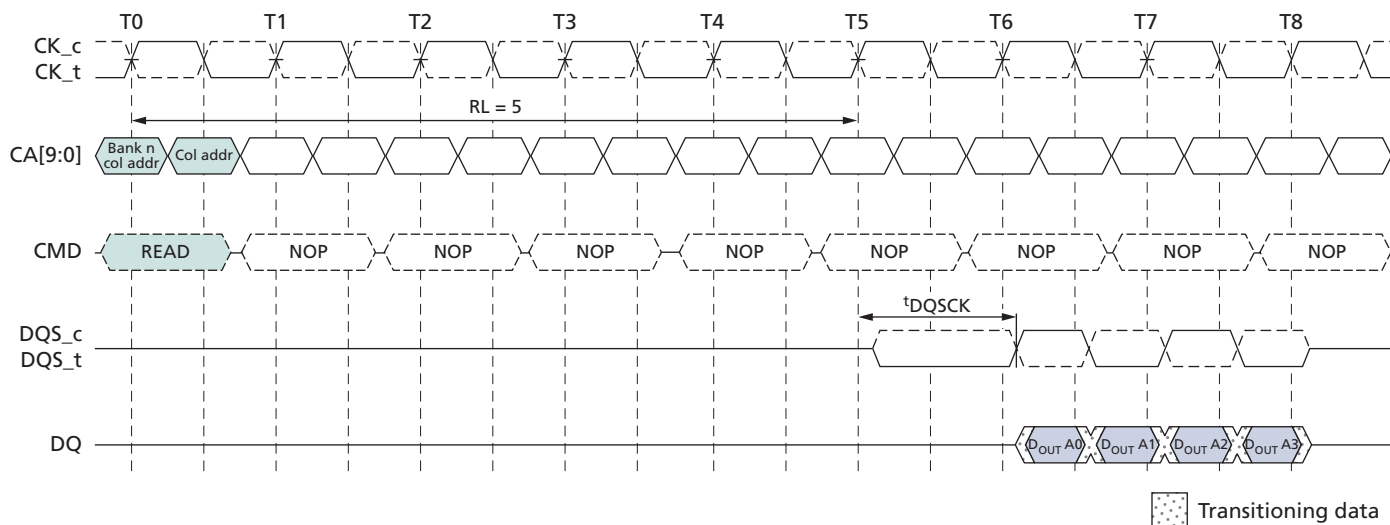 T0 T1 T2 T3 T4 T5 T6 T7 T8
CK_c
CK_t
RL = 5
CA[9:0] Bank n col addr Col addr
CMD READ NOP NOP NOP NOP NOP NOP NOP NOP
tDQSCK
DQS_c
DQS_t
DQ DOUT A0 DOUT A1 DOUT A2 DOUT A3
Transitioning data